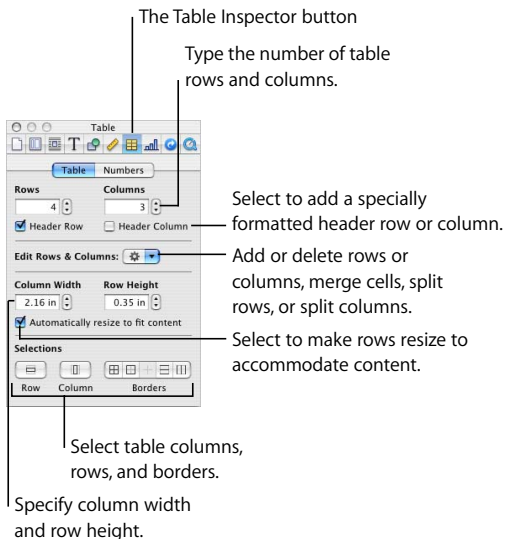 The Table Inspector button
Type the number of table
rows and columns.
Table
T
Table Numbers
Rows Columns
4 3
Header Row Header Column
Select to add a specially
formatted header row or column.
Edit Rows & Columns:
Add or delete rows or
columns, merge cells, split
rows, or split columns.
Column Width Row Height
2.16 in 0.35 in
Automatically resize to fit content
Select to make rows resize to
accommodate content.
Selections
Row Column Borders
Select table columns,
rows, and borders.
Specify column width
and row height.